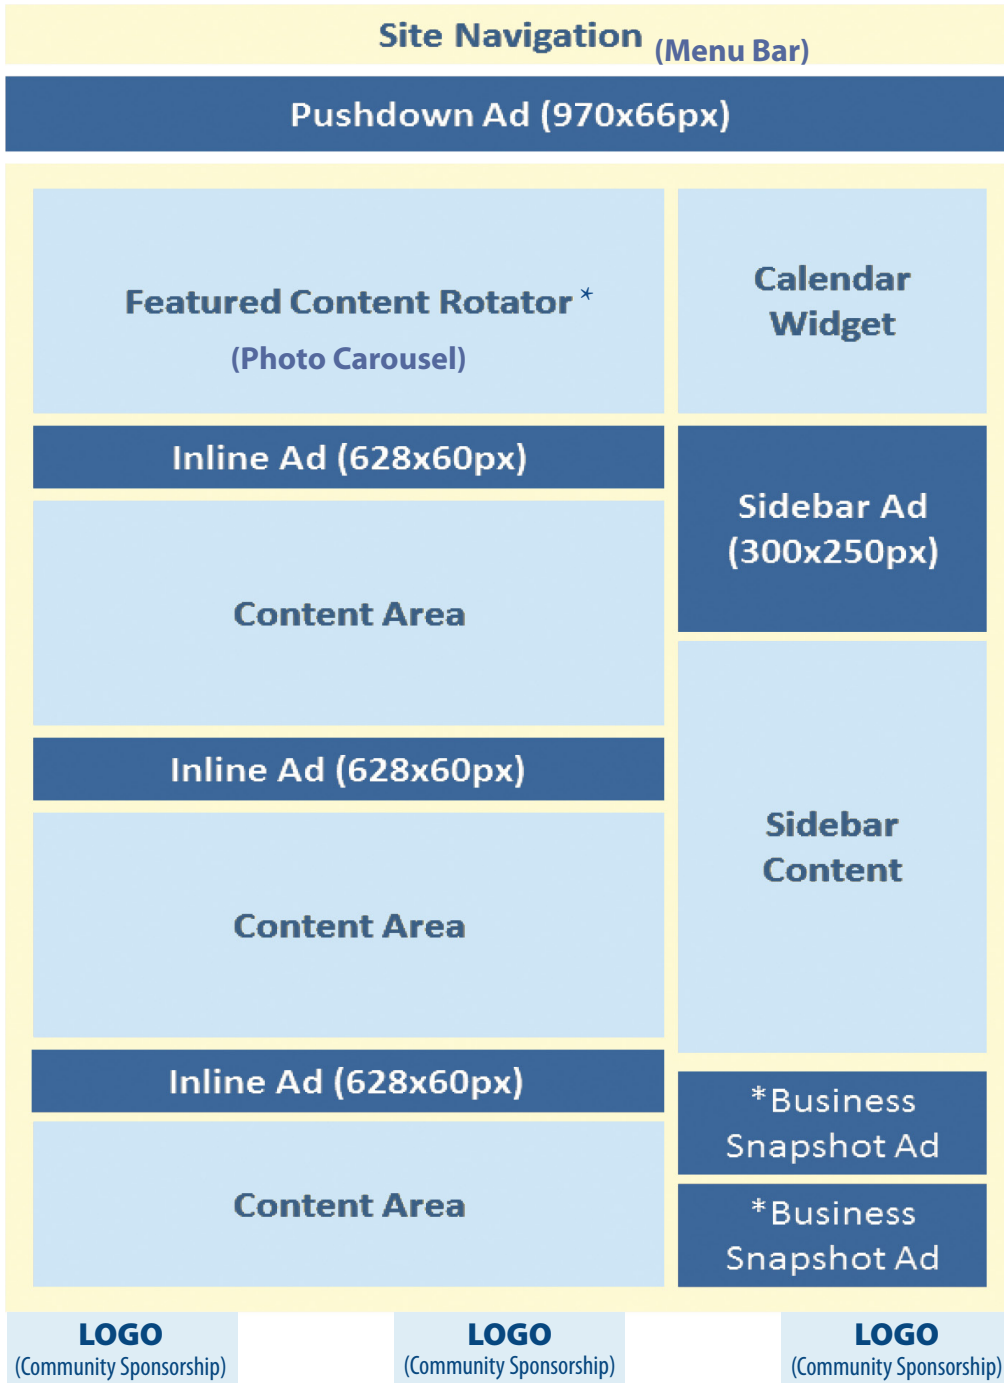 Site Navigation (Menu Bar)
Pushdown Ad (970x66px)
Featured Content Rotator *
(Photo Carousel)
Calendar
Widget
Inline Ad (628x60px)
Sidebar Ad
(300x250px)
Content Area
Inline Ad (628x60px)
Sidebar
Content
Content Area
Inline Ad (628x60px)
*Business
Snapshot Ad
Content Area
*Business
Snapshot Ad
LOGO
(Community Sponsorship)
LOGO
(Community Sponsorship)
LOGO
(Community Sponsorship)